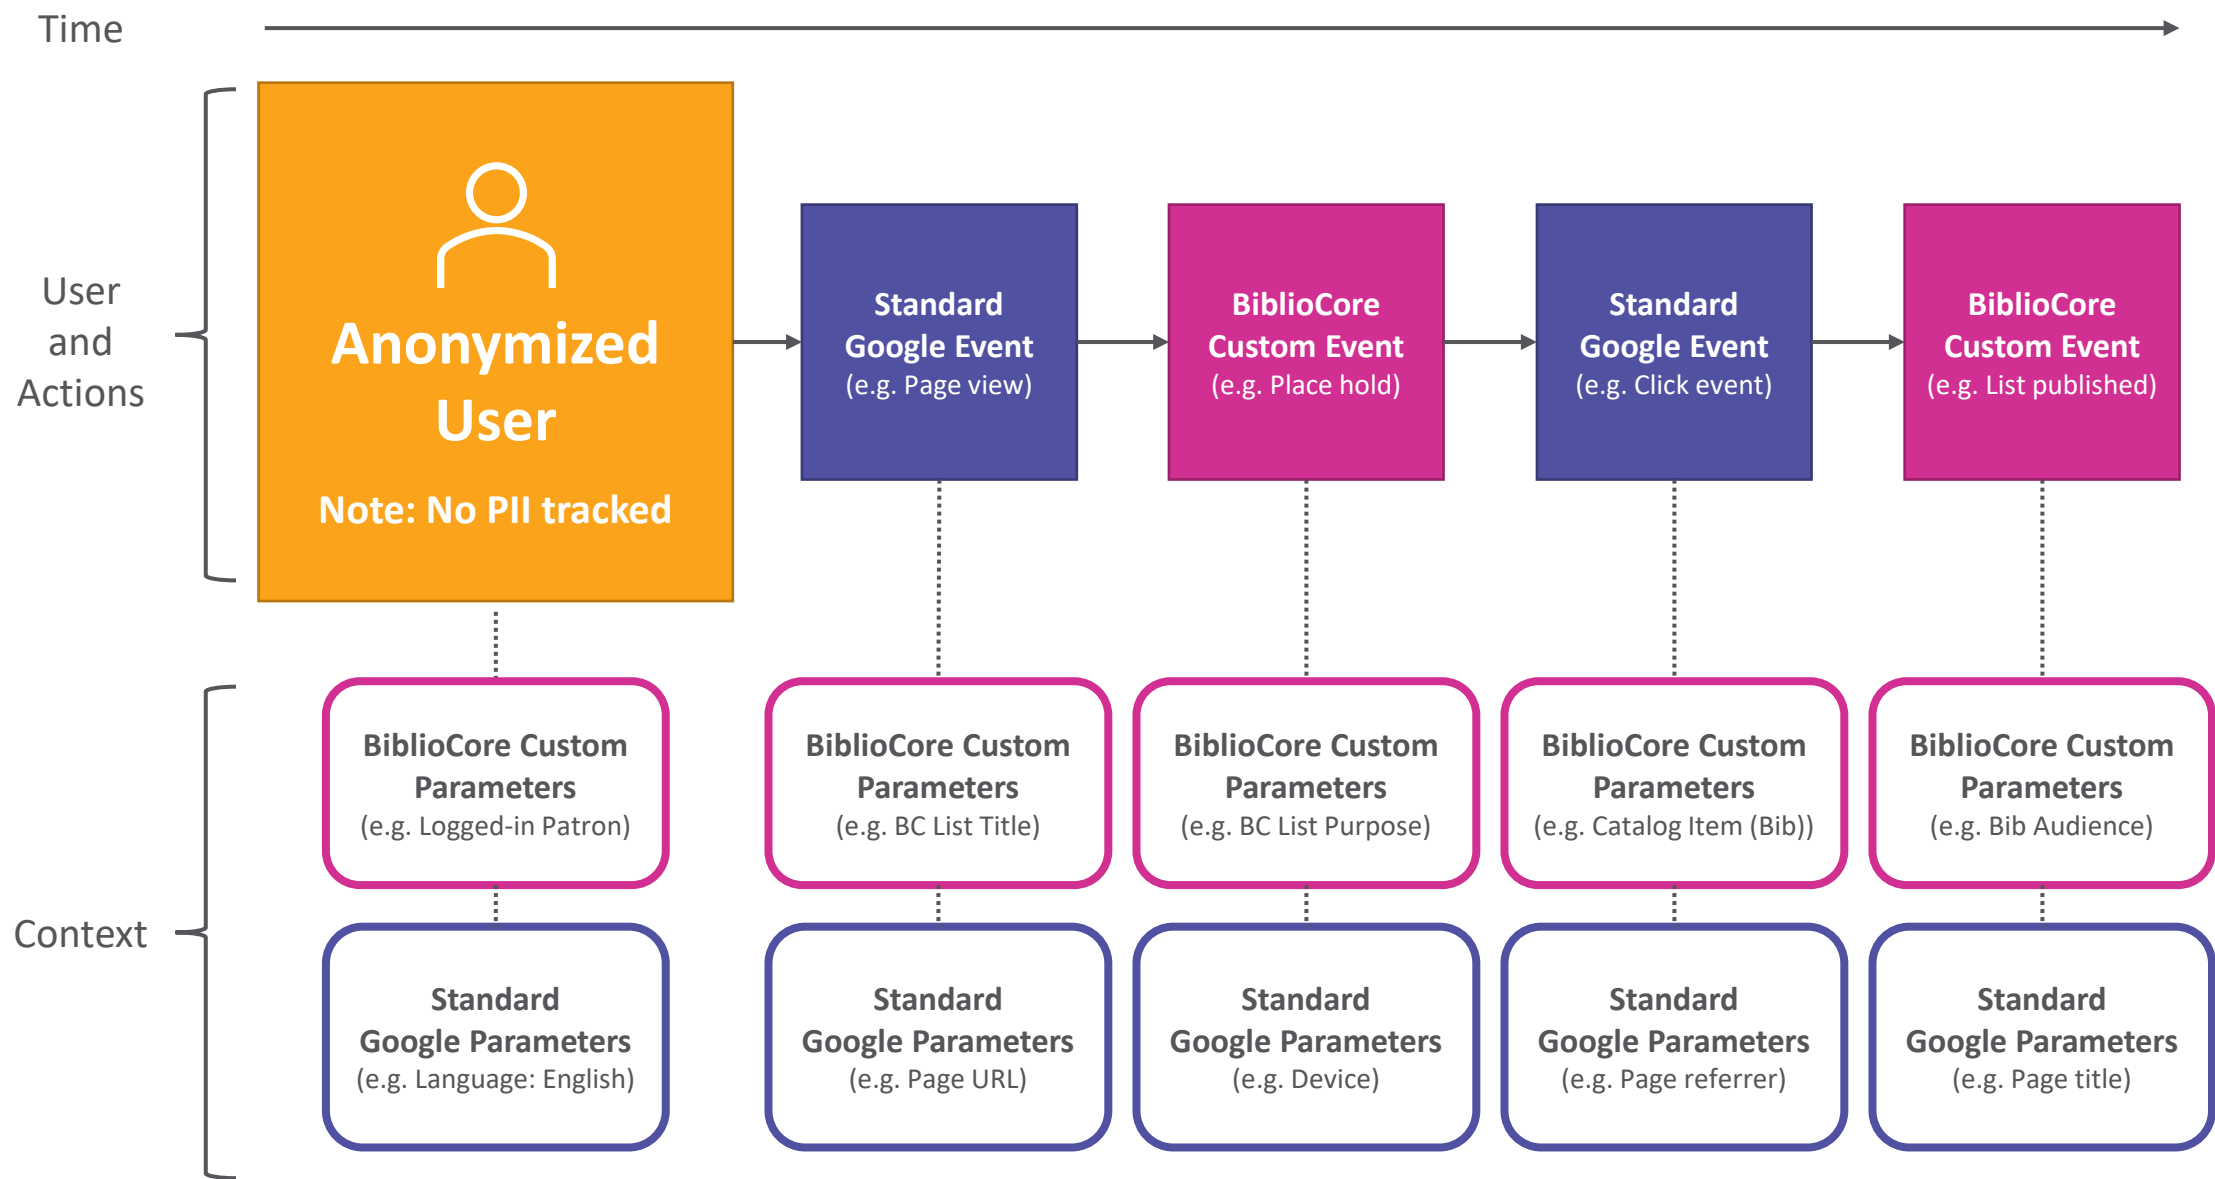 Time
User
and
Actions
Anonymized
User
Note: No PII tracked
Standard
Google Event
(e.g. Page view)
BiblioCore
Custom Event
(e.g. Place hold)
Standard
Google Event
(e.g. Click event)
BiblioCore
Custom Event
(e.g. List published)
Context
BiblioCore Custom
Parameters
(e.g. Logged-in Patron)
BiblioCore Custom
Parameters
(e.g. BC List Title)
BiblioCore Custom
Parameters
(e.g. BC List Purpose)
BiblioCore Custom
Parameters
(e.g. Catalog Item (Bib))
BiblioCore Custom
Parameters
(e.g. Bib Audience)
Standard
Google Parameters
(e.g. Language: English)
Standard
Google Parameters
(e.g. Page URL)
Standard
Google Parameters
(e.g. Device)
Standard
Google Parameters
(e.g. Page referrer)
Standard
Google Parameters
(e.g. Page title)